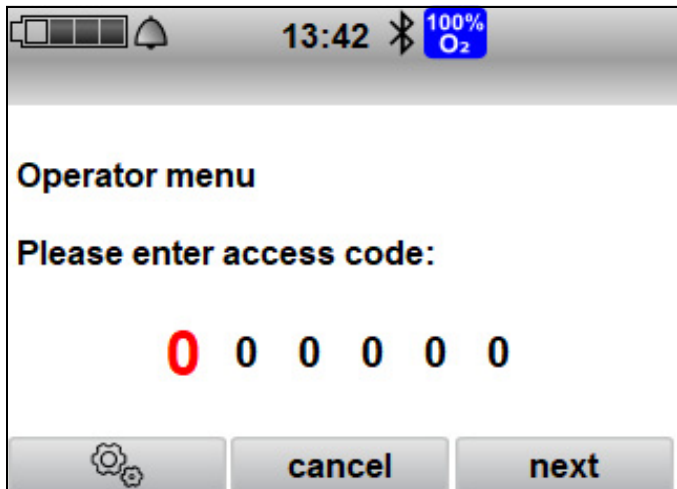 13:42 100%
O₂
Operator menu
Please enter access code:
0 0 0 0 0 0
cancel next